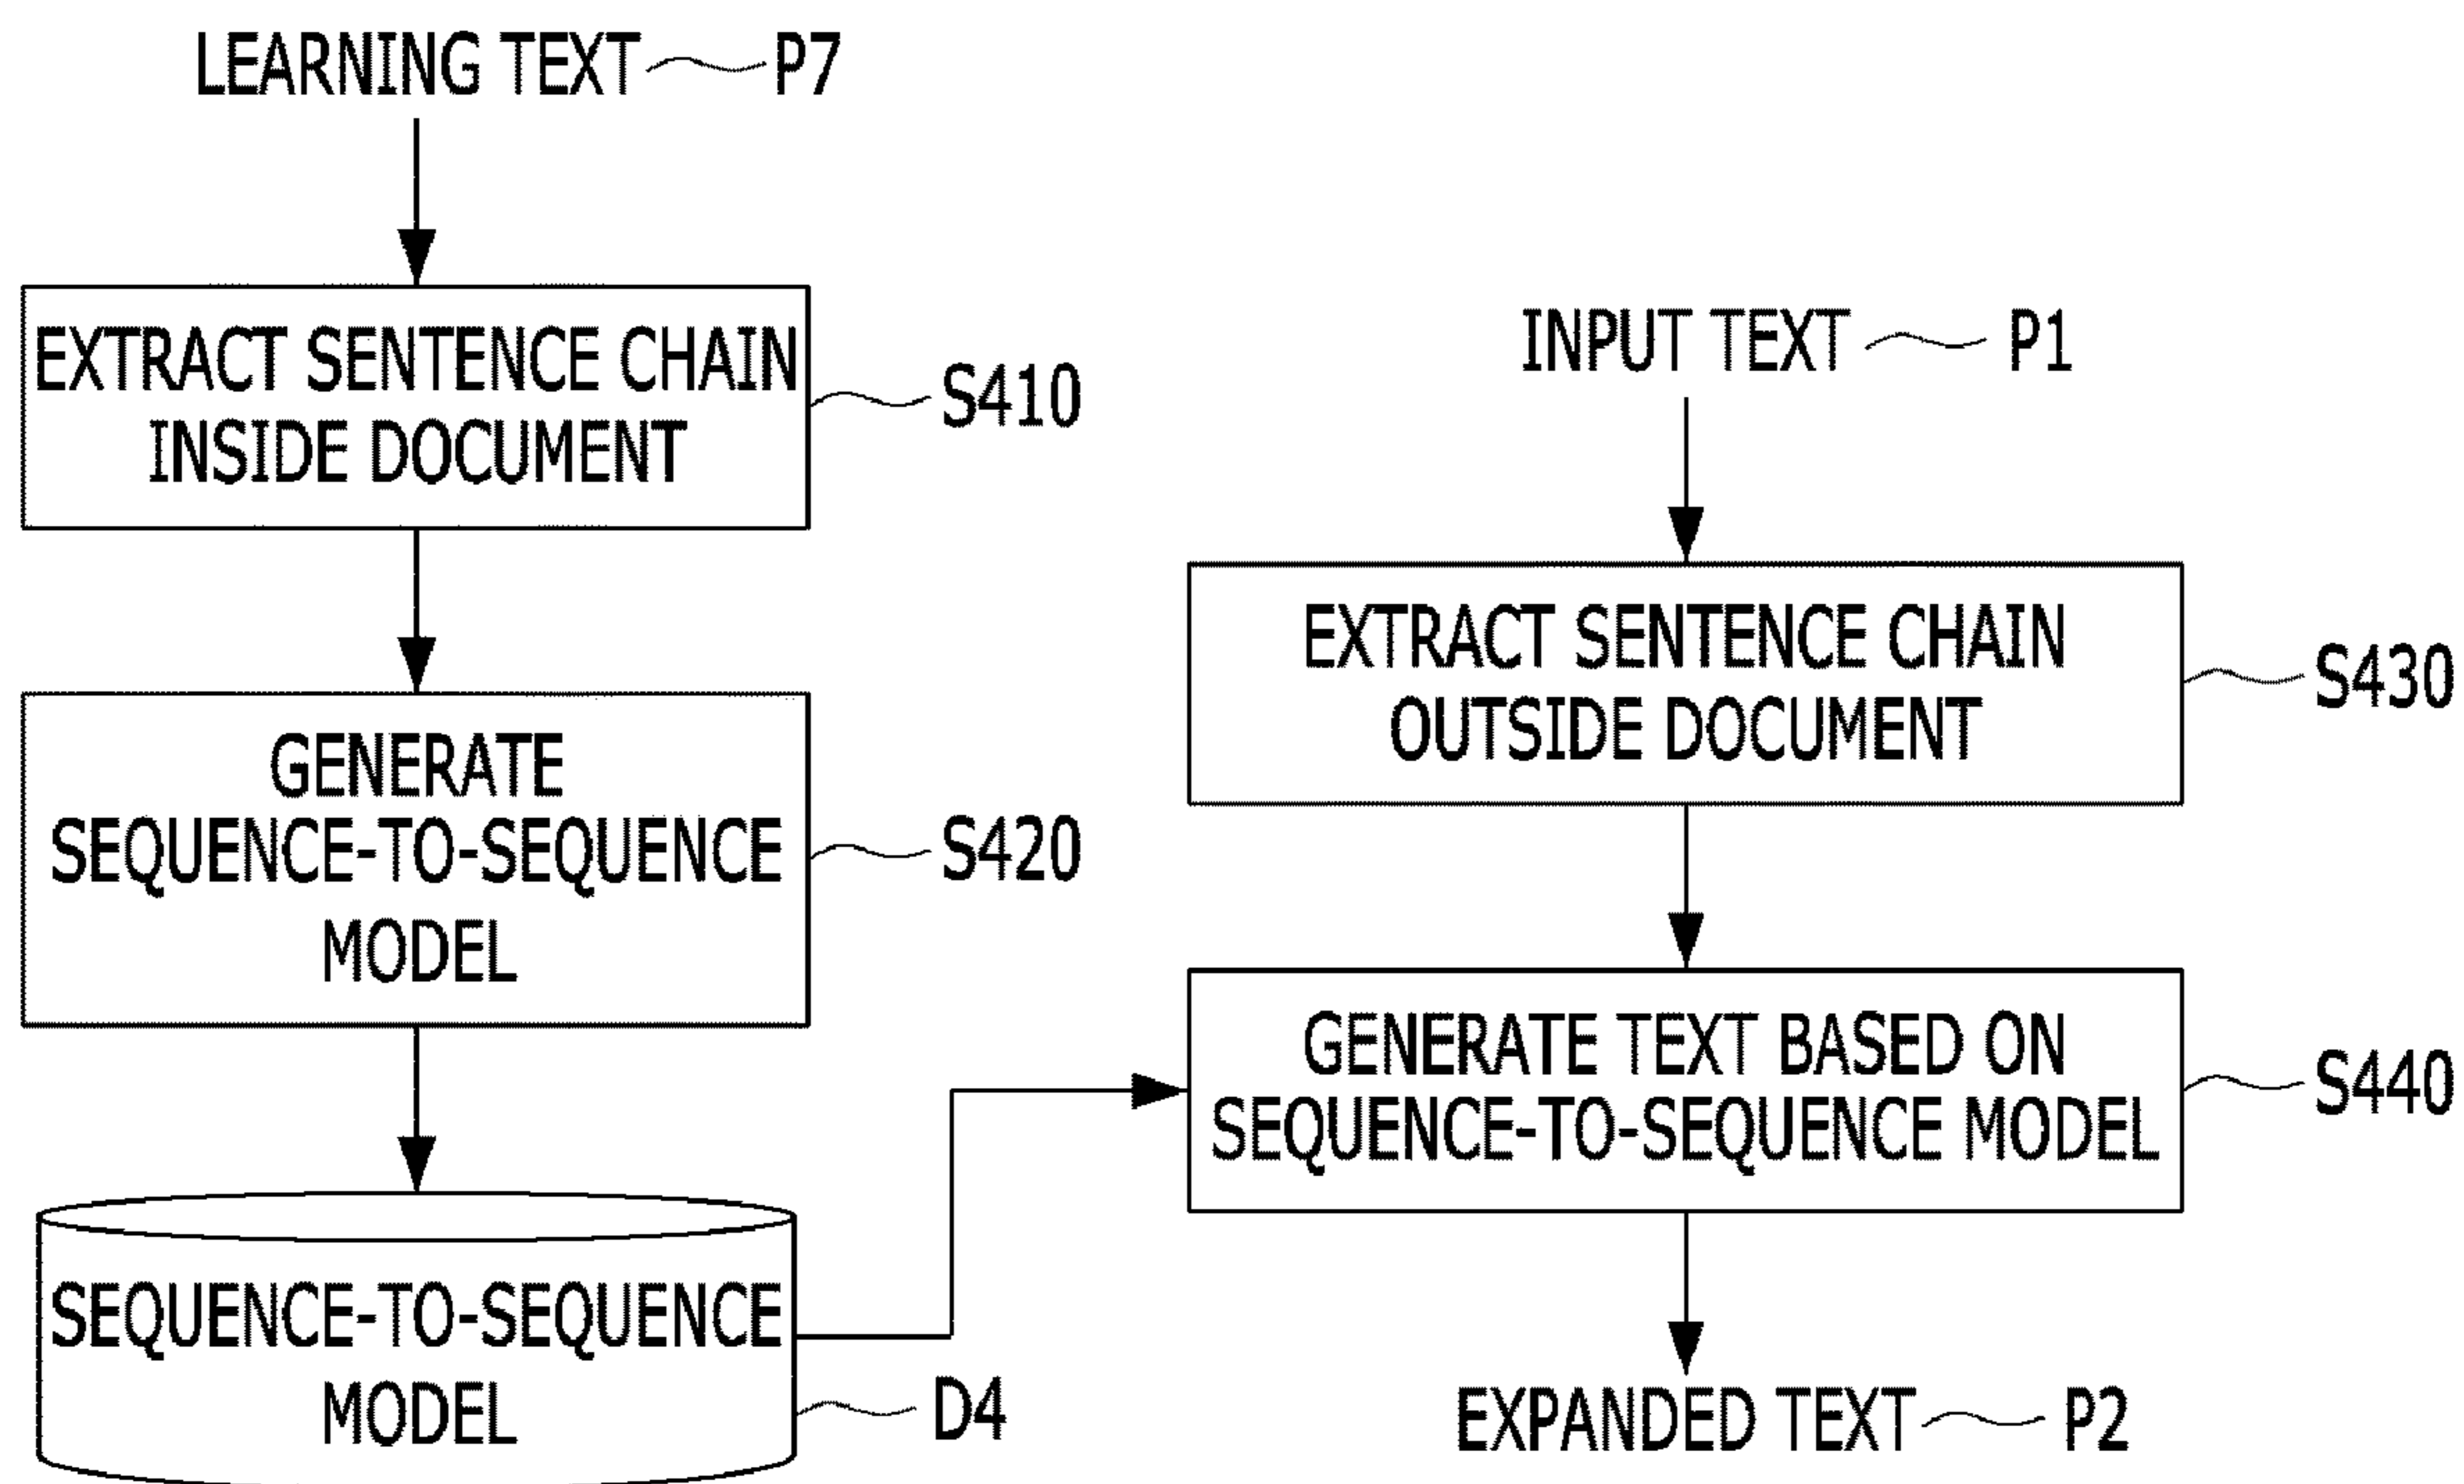 LEARNING TEXT P7
EXTRACT SENTENCE CHAIN
INSIDE DOCUMENT
S410
GENERATE
SEQUENCE-TO-SEQUENCE
MODEL
S420
SEQUENCE-TO-SEQUENCE
MODEL
D4
INPUT TEXT P1
EXTRACT SENTENCE CHAIN
OUTSIDE DOCUMENT
S430
GENERATE TEXT BASED ON
SEQUENCE-TO-SEQUENCE MODEL
S440
EXPANDED TEXT P2